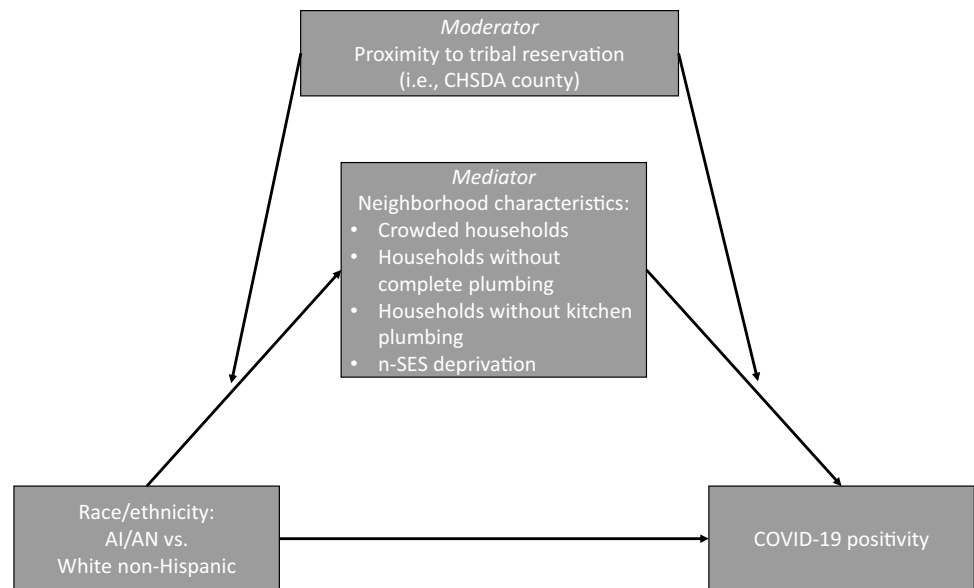 Moderator
Proximity to tribal reservation
(i.e., CHSDA county)
Mediator
Neighborhood characteristics:
• Crowded households
• Households without
complete plumbing
• Households without kitchen
plumbing
• n-SES deprivation
Race/ethnicity:
AI/AN vs.
White non-Hispanic
COVID-19 positivity